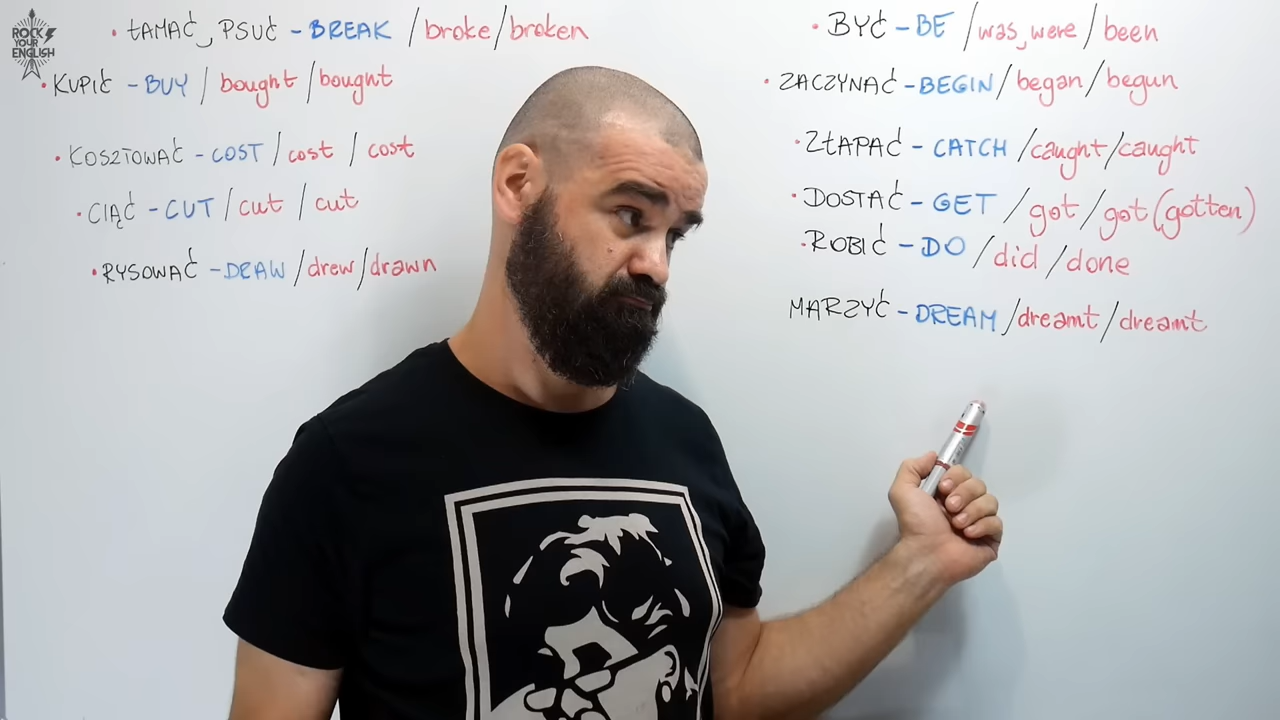 ROCK
YOUR
ENGLISH
• ŁAMAĆ, PSUĆ - BREAK / broke / broken
• KUPIĆ - BUY / bought / bought
• KOSZTOWAĆ - COST / cost / cost
• CIĄĆ - CUT / cut / cut
• RYSOWAĆ - DRAW / drew / drawn
• BYĆ - BE / was, were / been
• ZACZYNAĆ - BEGIN / began / begun
• ZŁAPAĆ - CATCH / caught / caught
• DOSTAĆ - GET / got / got (gotten)
• ROBIĆ - DO / did / done
MARZYĆ - DREAM / dreamt / dreamt